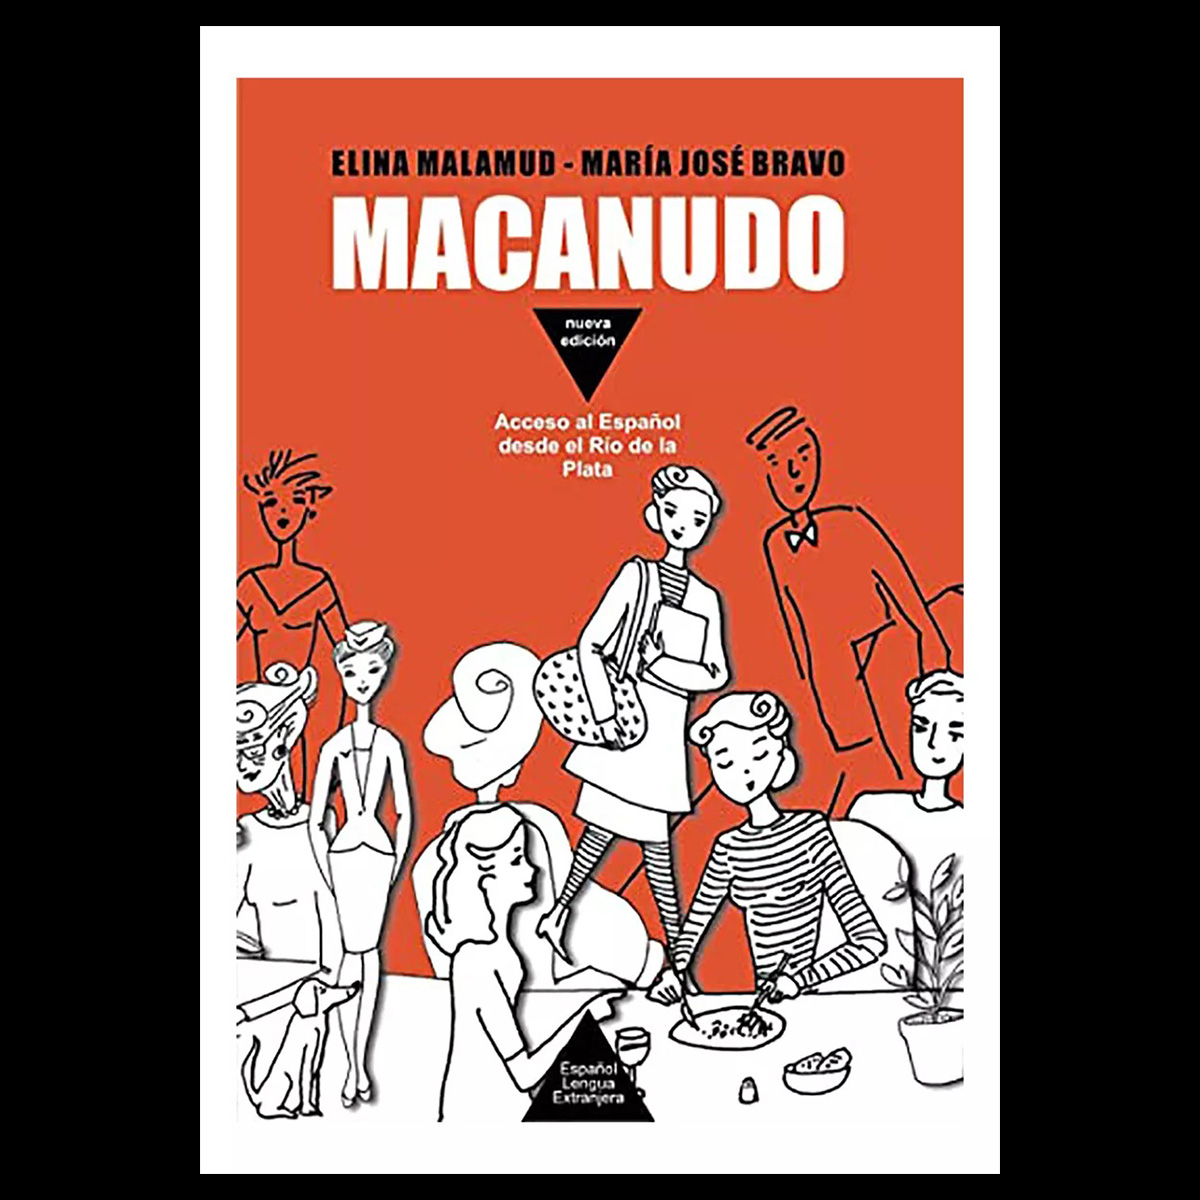 ELINA MALAMUD - MARÍA JOSÉ BRAVO
MACANUDO
nueva
edición
Acceso al Español
desde el Río de la
Plata
Español
Lengua
Extranjera